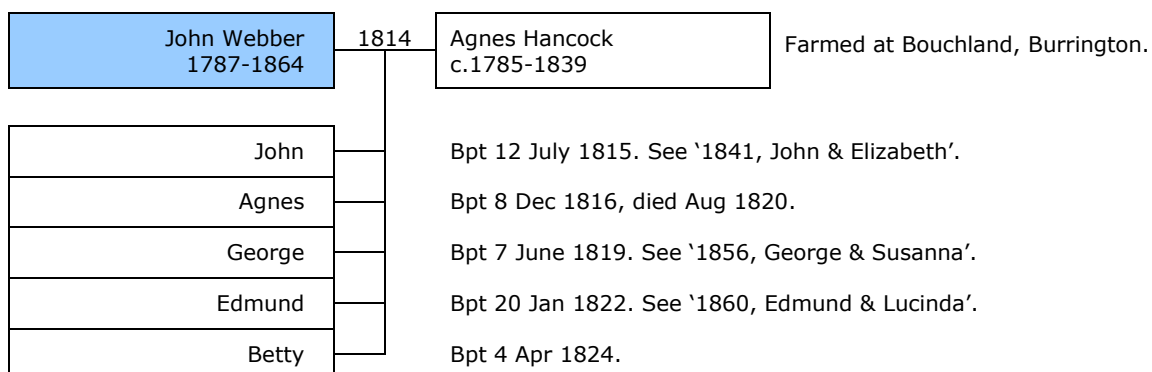 John Webber
1787-1864
1814
Agnes Hancock
c.1785-1839
Farmed at Bouchland, Burrington.
John
Bpt 12 July 1815. See ‘1841, John & Elizabeth’.
Agnes
Bpt 8 Dec 1816, died Aug 1820.
George
Bpt 7 June 1819. See ‘1856, George & Susanna’.
Edmund
Bpt 20 Jan 1822. See ‘1860, Edmund & Lucinda’.
Betty
Bpt 4 Apr 1824.